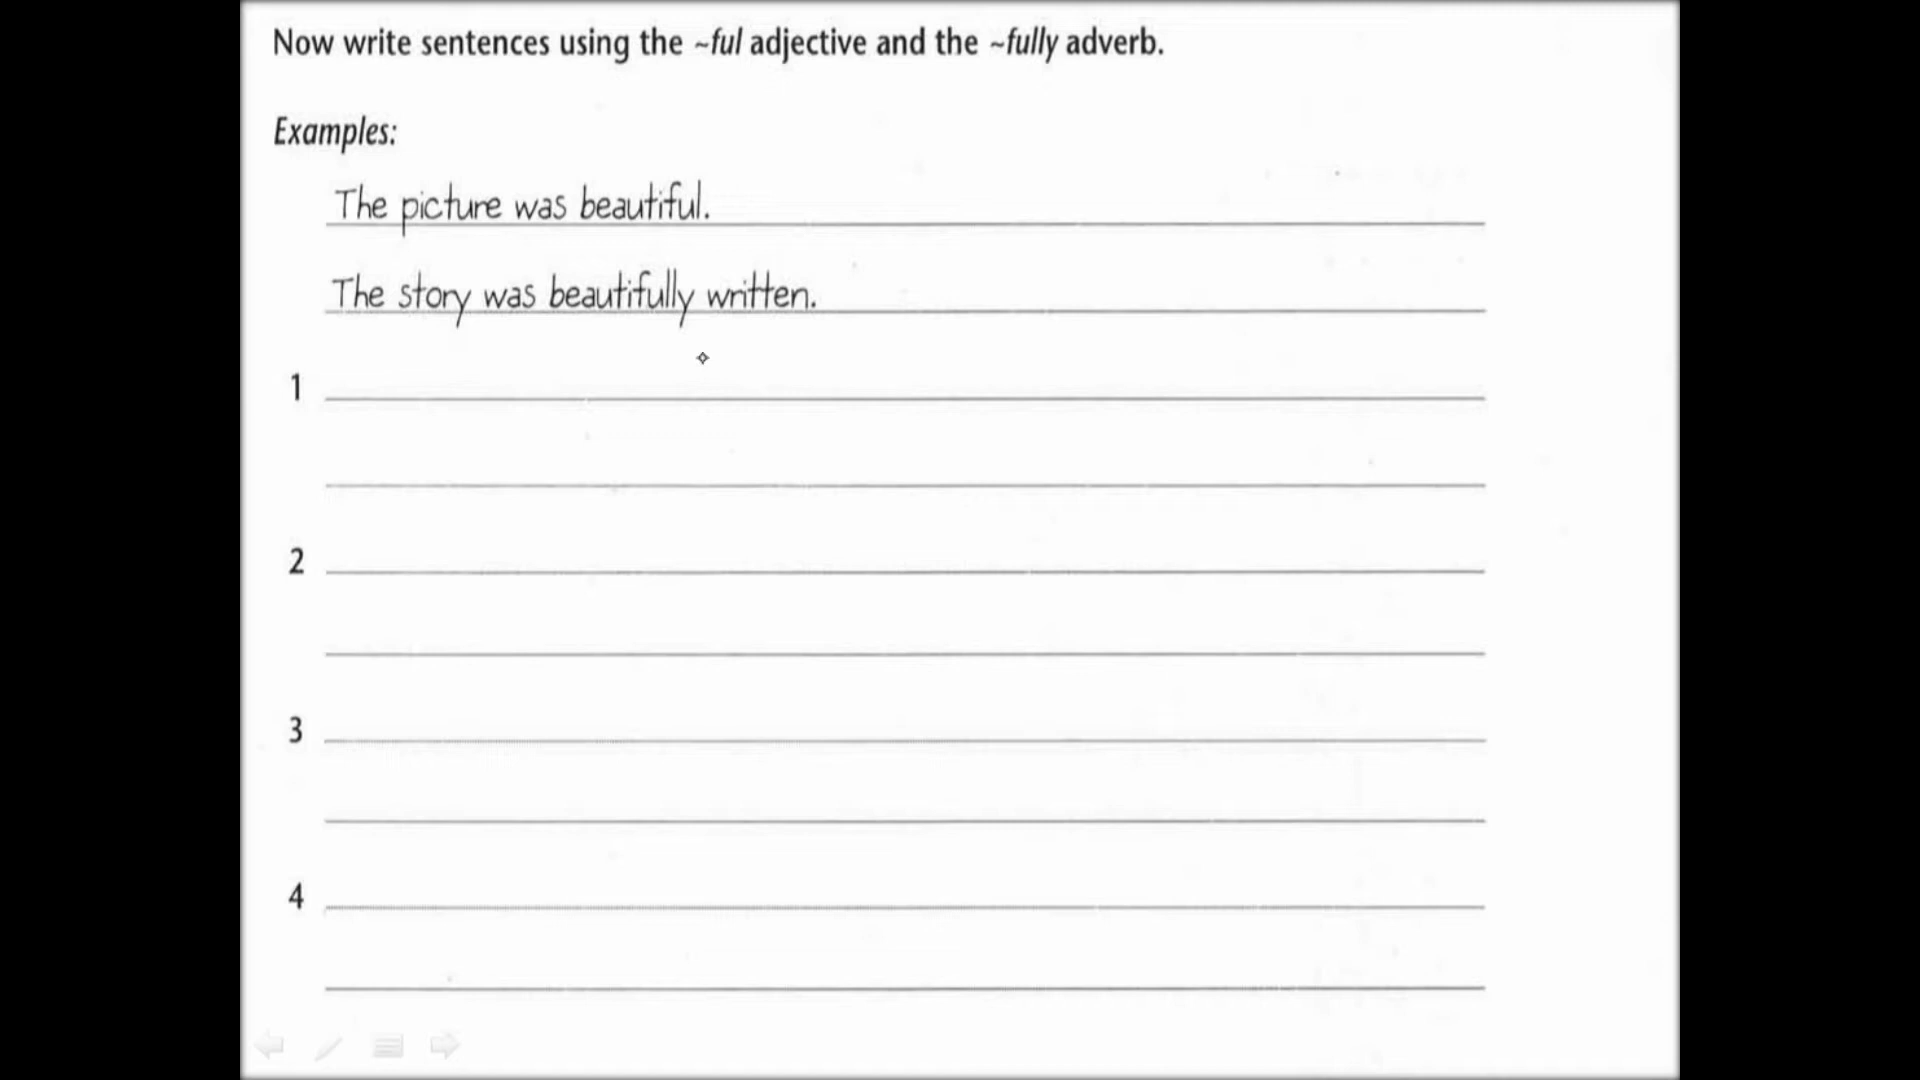 Now write sentences using the ~ful adjective and the ~fully adverb.
Examples:
The picture was beautiful.
The story was beautifully written.
1
2
3
4